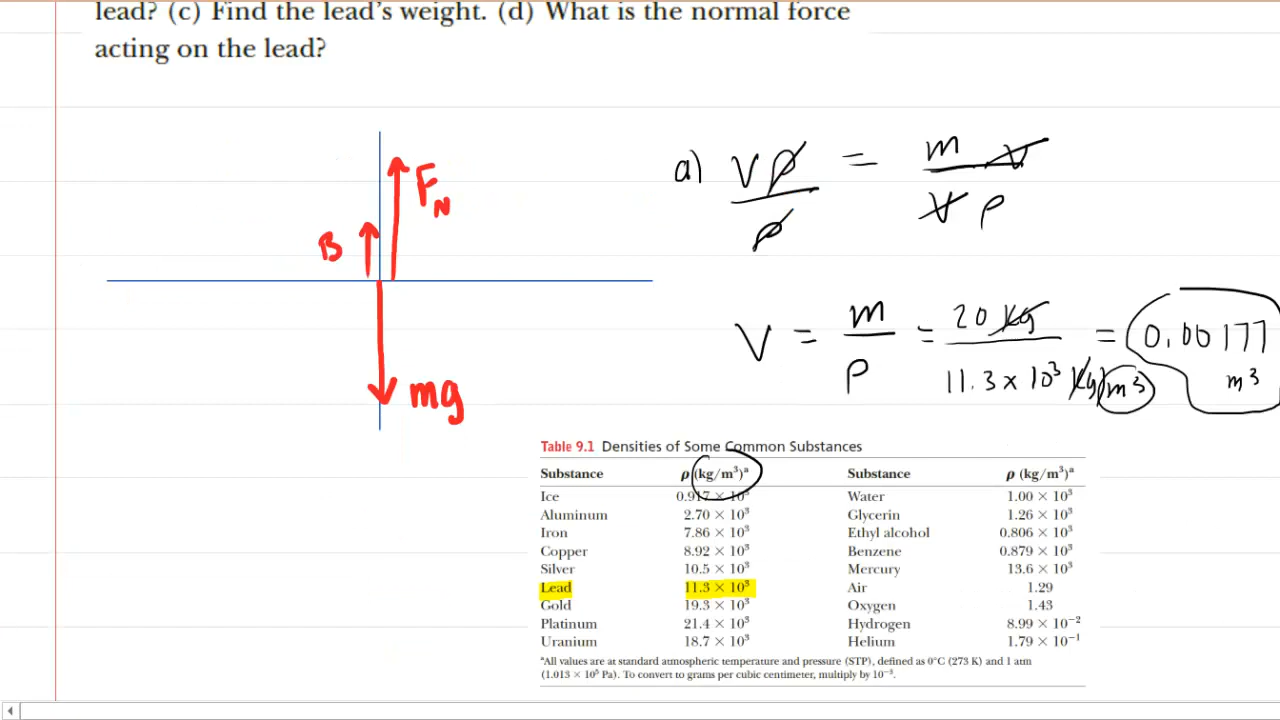 lead? (c) Find the lead's weight. (d) What is the normal force
acting on the lead?
F_N
B
mg
a) Vρ/ρ = m V/V ρ
V = m/ρ = 20 kg/11.3 x 10³ kg/m³ = 0.00177 m³
Table 9.1 Densities of Some Common Substances
Substance ρ (kg/m³)ᵃ Substance ρ (kg/m³)ᵃ
Ice 0.917 × 10³ Water 1.00 × 10³
Aluminum 2.70 × 10³ Glycerin 1.26 × 10³
Iron 7.86 × 10³ Ethyl alcohol 0.806 × 10³
Copper 8.92 × 10³ Benzene 0.879 × 10³
Silver 10.5 × 10³ Mercury 13.6 × 10³
Lead 11.3 × 10³ Air 1.29
Gold 19.3 × 10³ Oxygen 1.43
Platinum 21.4 × 10³ Hydrogen 8.99 × 10⁻²
Uranium 18.7 × 10³ Helium 1.79 × 10⁻¹
ᵃAll values are at standard atmospheric temperature and pressure (STP), defined as 0°C (273 K) and 1 atm
(1.013 × 10⁵ Pa). To convert to grams per cubic centimeter, multiply by 10⁻³.